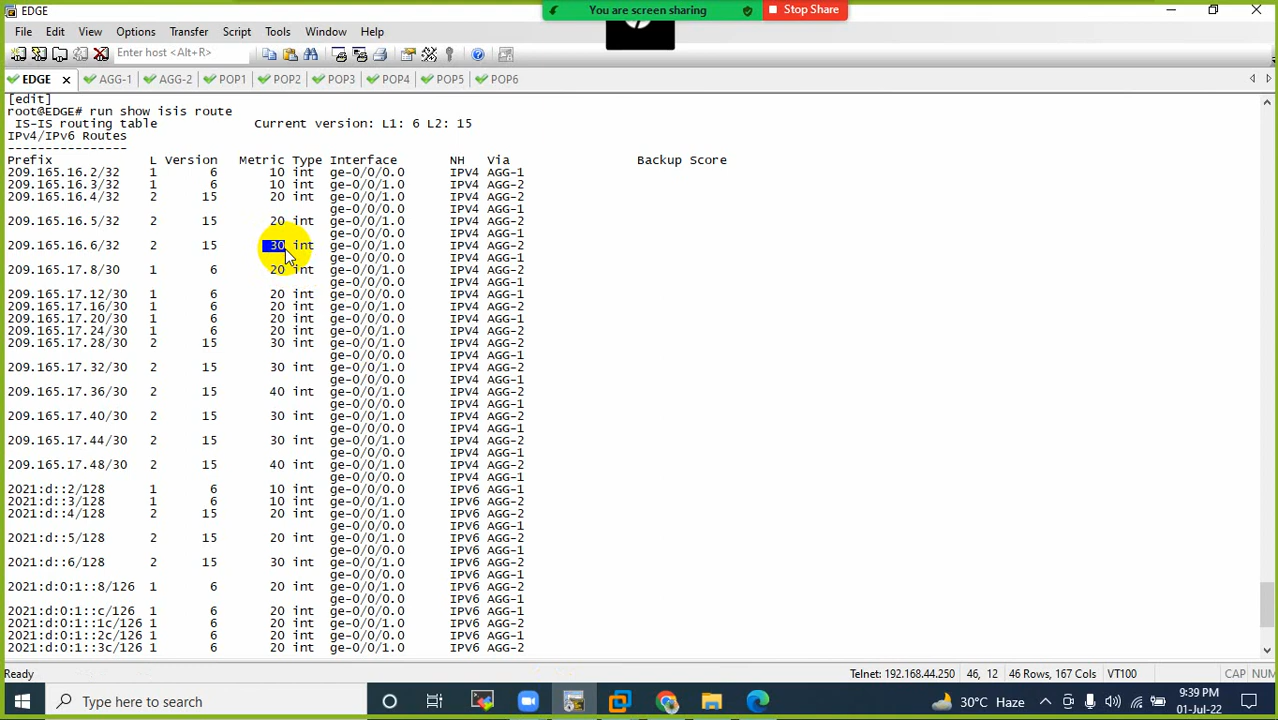 EDGE
You are screen sharing
Stop Share
File Edit View Options Transfer Script Tools Window Help
Enter host <Alt+R>
EDGE AGG-1 AGG-2 POP1 POP2 POP3 POP4 POP5 POP6
[edit]
root@EDGE# run show isis route
IS-IS routing table Current version: L1: 6 L2: 15
IPv4/IPv6 Routes
----------------
Prefix L Version Metric Type Interface NH Via Backup Score
209.165.16.2/32 1 6 10 int ge-0/0/0.0 IPV4 AGG-1
209.165.16.3/32 1 6 10 int ge-0/0/1.0 IPV4 AGG-2
209.165.16.4/32 2 15 20 int ge-0/0/1.0 IPV4 AGG-2
ge-0/0/0.0 IPV4 AGG-1
209.165.16.5/32 2 15 20 int ge-0/0/1.0 IPV4 AGG-2
ge-0/0/0.0 IPV4 AGG-1
209.165.16.6/32 2 15 30 int ge-0/0/1.0 IPV4 AGG-2
ge-0/0/0.0 IPV4 AGG-1
209.165.17.8/30 1 6 20 int ge-0/0/1.0 IPV4 AGG-2
ge-0/0/0.0 IPV4 AGG-1
209.165.17.12/30 1 6 20 int ge-0/0/0.0 IPV4 AGG-1
209.165.17.16/30 1 6 20 int ge-0/0/1.0 IPV4 AGG-2
209.165.17.20/30 1 6 20 int ge-0/0/0.0 IPV4 AGG-1
209.165.17.24/30 1 6 20 int ge-0/0/1.0 IPV4 AGG-2
209.165.17.28/30 2 15 30 int ge-0/0/1.0 IPV4 AGG-2
ge-0/0/0.0 IPV4 AGG-1
209.165.17.32/30 2 15 30 int ge-0/0/1.0 IPV4 AGG-2
ge-0/0/0.0 IPV4 AGG-1
209.165.17.36/30 2 15 40 int ge-0/0/1.0 IPV4 AGG-2
ge-0/0/0.0 IPV4 AGG-1
209.165.17.40/30 2 15 30 int ge-0/0/1.0 IPV4 AGG-2
ge-0/0/0.0 IPV4 AGG-1
209.165.17.44/30 2 15 30 int ge-0/0/1.0 IPV4 AGG-2
ge-0/0/0.0 IPV4 AGG-1
209.165.17.48/30 2 15 40 int ge-0/0/1.0 IPV4 AGG-2
ge-0/0/0.0 IPV4 AGG-1
2021:d::2/128 1 6 10 int ge-0/0/0.0 IPV6 AGG-1
2021:d::3/128 1 6 10 int ge-0/0/1.0 IPV6 AGG-2
2021:d::4/128 2 15 20 int ge-0/0/1.0 IPV6 AGG-2
ge-0/0/0.0 IPV6 AGG-1
2021:d::5/128 2 15 20 int ge-0/0/1.0 IPV6 AGG-2
ge-0/0/0.0 IPV6 AGG-1
2021:d::6/128 2 15 30 int ge-0/0/1.0 IPV6 AGG-2
ge-0/0/0.0 IPV6 AGG-1
2021:d:0:1::8/126 1 6 20 int ge-0/0/1.0 IPV6 AGG-2
ge-0/0/0.0 IPV6 AGG-1
2021:d:0:1::c/126 1 6 20 int ge-0/0/0.0 IPV6 AGG-1
2021:d:0:1::1c/126 1 6 20 int ge-0/0/1.0 IPV6 AGG-2
2021:d:0:1::2c/126 1 6 20 int ge-0/0/0.0 IPV6 AGG-1
2021:d:0:1::3c/126 1 6 20 int ge-0/0/1.0 IPV6 AGG-2
Ready Telnet: 192.168.44.250 46, 12 46 Rows, 167 Cols VT100 CAP NUM
Type here to search 30°C Haze 9:39 PM
01-Jul-22